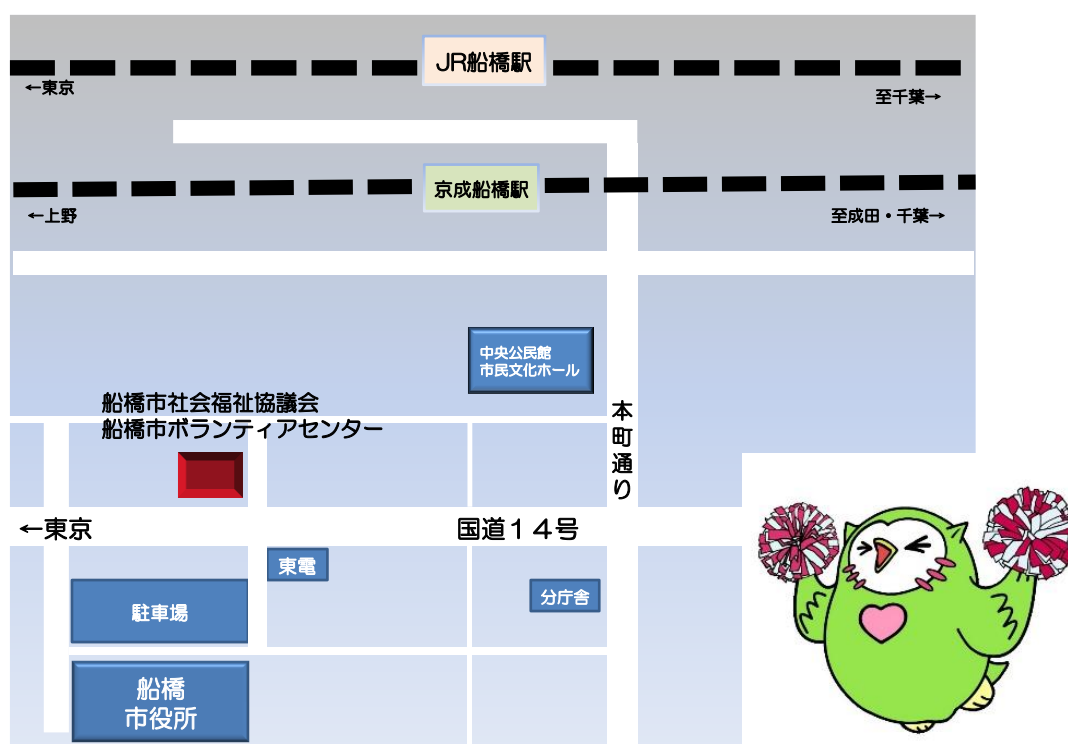 JR船橋駅
←東京
至千葉→
京成船橋駅
←上野
至成田・千葉→
中央公民館
市民文化ホール
船橋市社会福祉協議会
船橋市ボランティアセンター
本町通り
←東京
国道14号
東電
分庁舎
駐車場
船橋
市役所